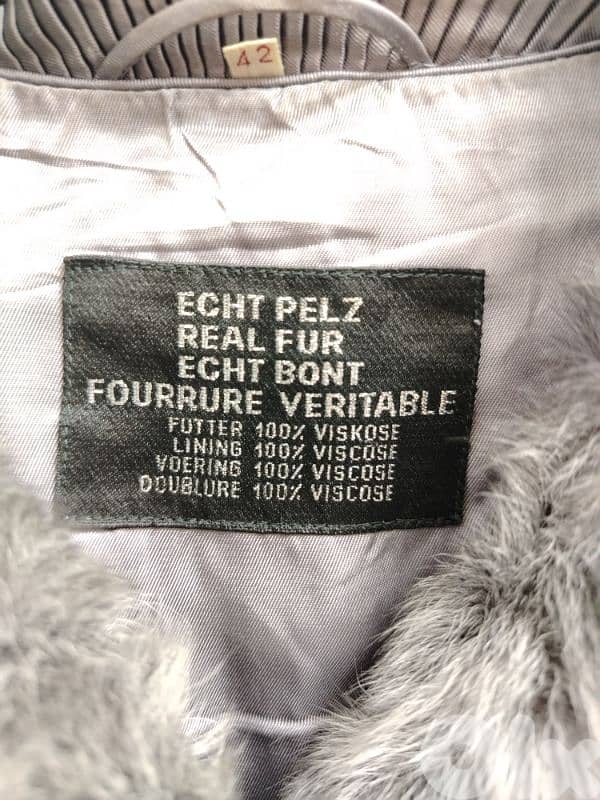 42
ECHT PELZ
REAL FUR
ECHT BONT
FOURRURE VERITABLE
FUTTER 100% VISKOSE
LINING 100% VISCOSE
VOERING 100% VISCOSE
DOUBLURE 100% VISCOSE